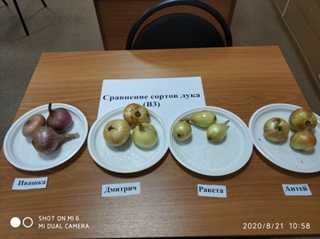 Сравнение сортов лука
(В3)
Ивашка
Дмитрич
Ракета
Антей
SHOT ON MI 6
MI DUAL CAMERA
2020/8/21 10:58